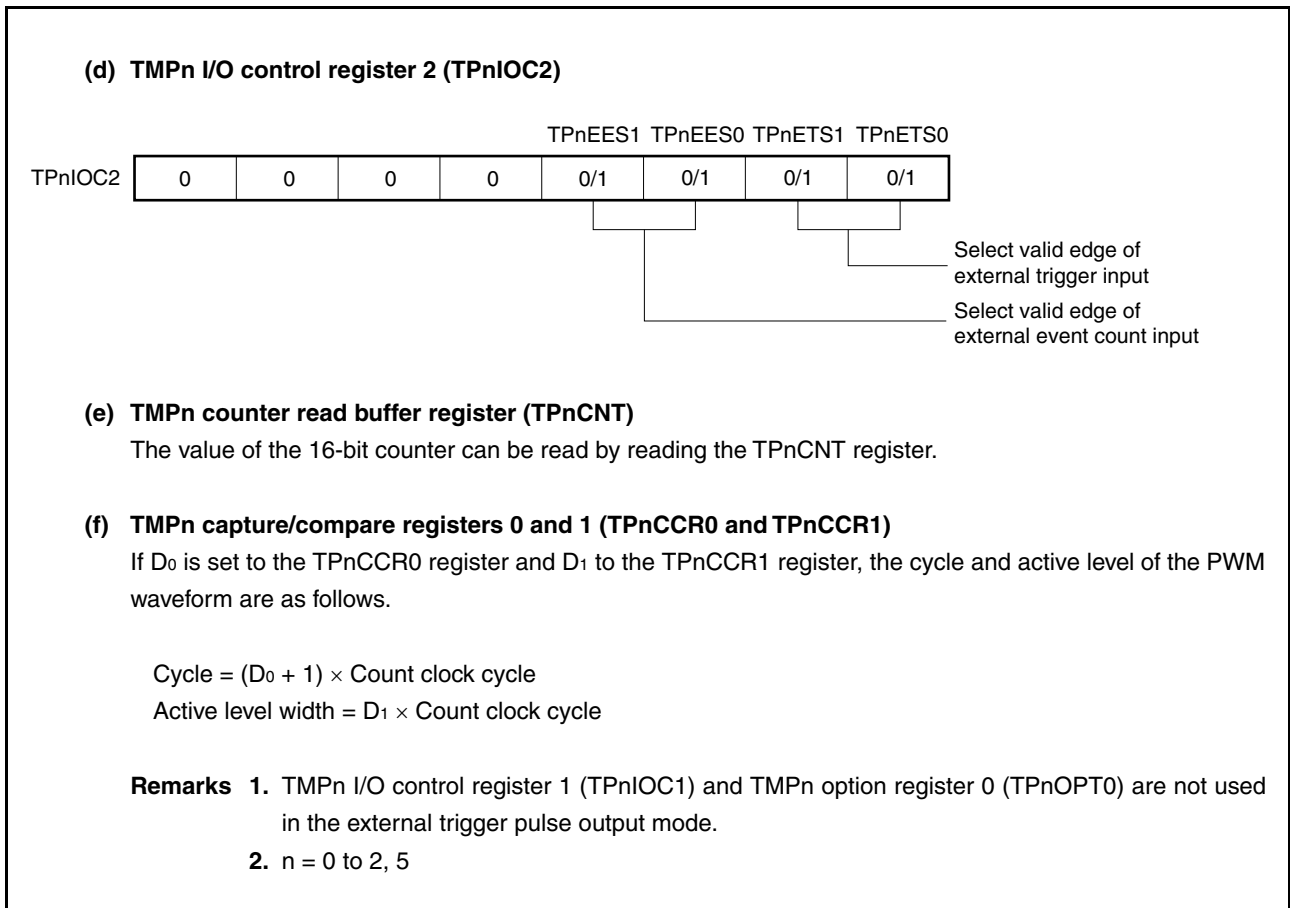 (d) TMPn I/O control register 2 (TPnIOC2)
TPnEES1 TPnEES0 TPnETS1 TPnETS0
TPnIOC2 0 0 0 0 0/1 0/1 0/1 0/1
Select valid edge of
external trigger input
Select valid edge of
external event count input
(e) TMPn counter read buffer register (TPnCNT)
The value of the 16-bit counter can be read by reading the TPnCNT register.
(f) TMPn capture/compare registers 0 and 1 (TPnCCR0 and TPnCCR1)
If D0 is set to the TPnCCR0 register and D1 to the TPnCCR1 register, the cycle and active level of the PWM
waveform are as follows.
Cycle = (D0 + 1) × Count clock cycle
Active level width = D1 × Count clock cycle
Remarks 1. TMPn I/O control register 1 (TPnIOC1) and TMPn option register 0 (TPnOPT0) are not used
in the external trigger pulse output mode.
2. n = 0 to 2, 5